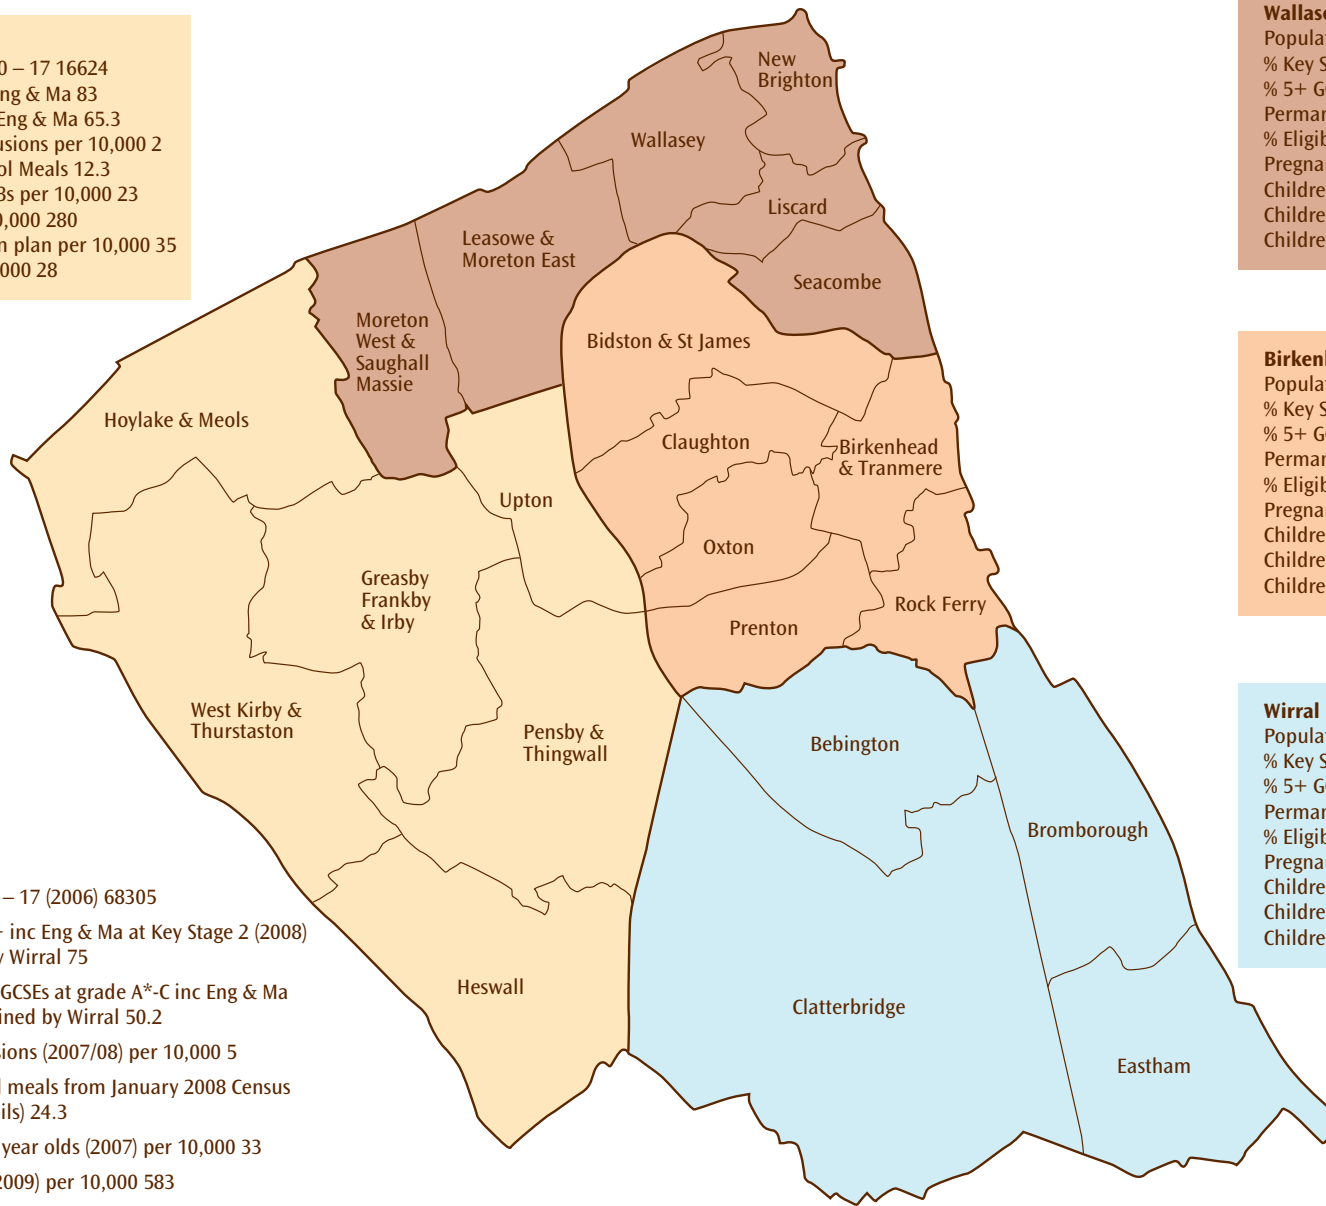 – 17 16624
ng & Ma 83
Eng & Ma 65.3
usions per 10,000 2
ol Meals 12.3
Bs per 10,000 23
0,000 280
n plan per 10,000 35
000 28
New
Brighton
Wallasey
Liscard
Leasowe &
Moreton East
Seacombe
Moreton
West &
Saughall
Massie
Bidston & St James
Hoylake & Meols
Claughton
Birkenhead
& Tranmere
Upton
Oxton
Greasby
Frankby
& Irby
Rock Ferry
Prenton
West Kirby &
Thurstaston
Pensby &
Thingwall
Bebington
Bromborough
Heswall
Clatterbridge
Eastham
– 17 (2006) 68305
+ inc Eng & Ma at Key Stage 2 (2008)
y Wirral 75
GCSEs at grade A*-C inc Eng & Ma
ined by Wirral 50.2
sions (2007/08) per 10,000 5
l meals from January 2008 Census
ils) 24.3
year olds (2007) per 10,000 33
2009) per 10,000 583
Wallas
Popula
% Key S
% 5+ G
Perma
% Eligib
Pregna
Childre
Childre
Childre
Birken
Popula
% Key S
% 5+ G
Perma
% Eligib
Pregna
Childre
Childre
Childre
Wirral
Popula
% Key S
% 5+ G
Perma
% Eligib
Pregna
Childre
Childre
Childre